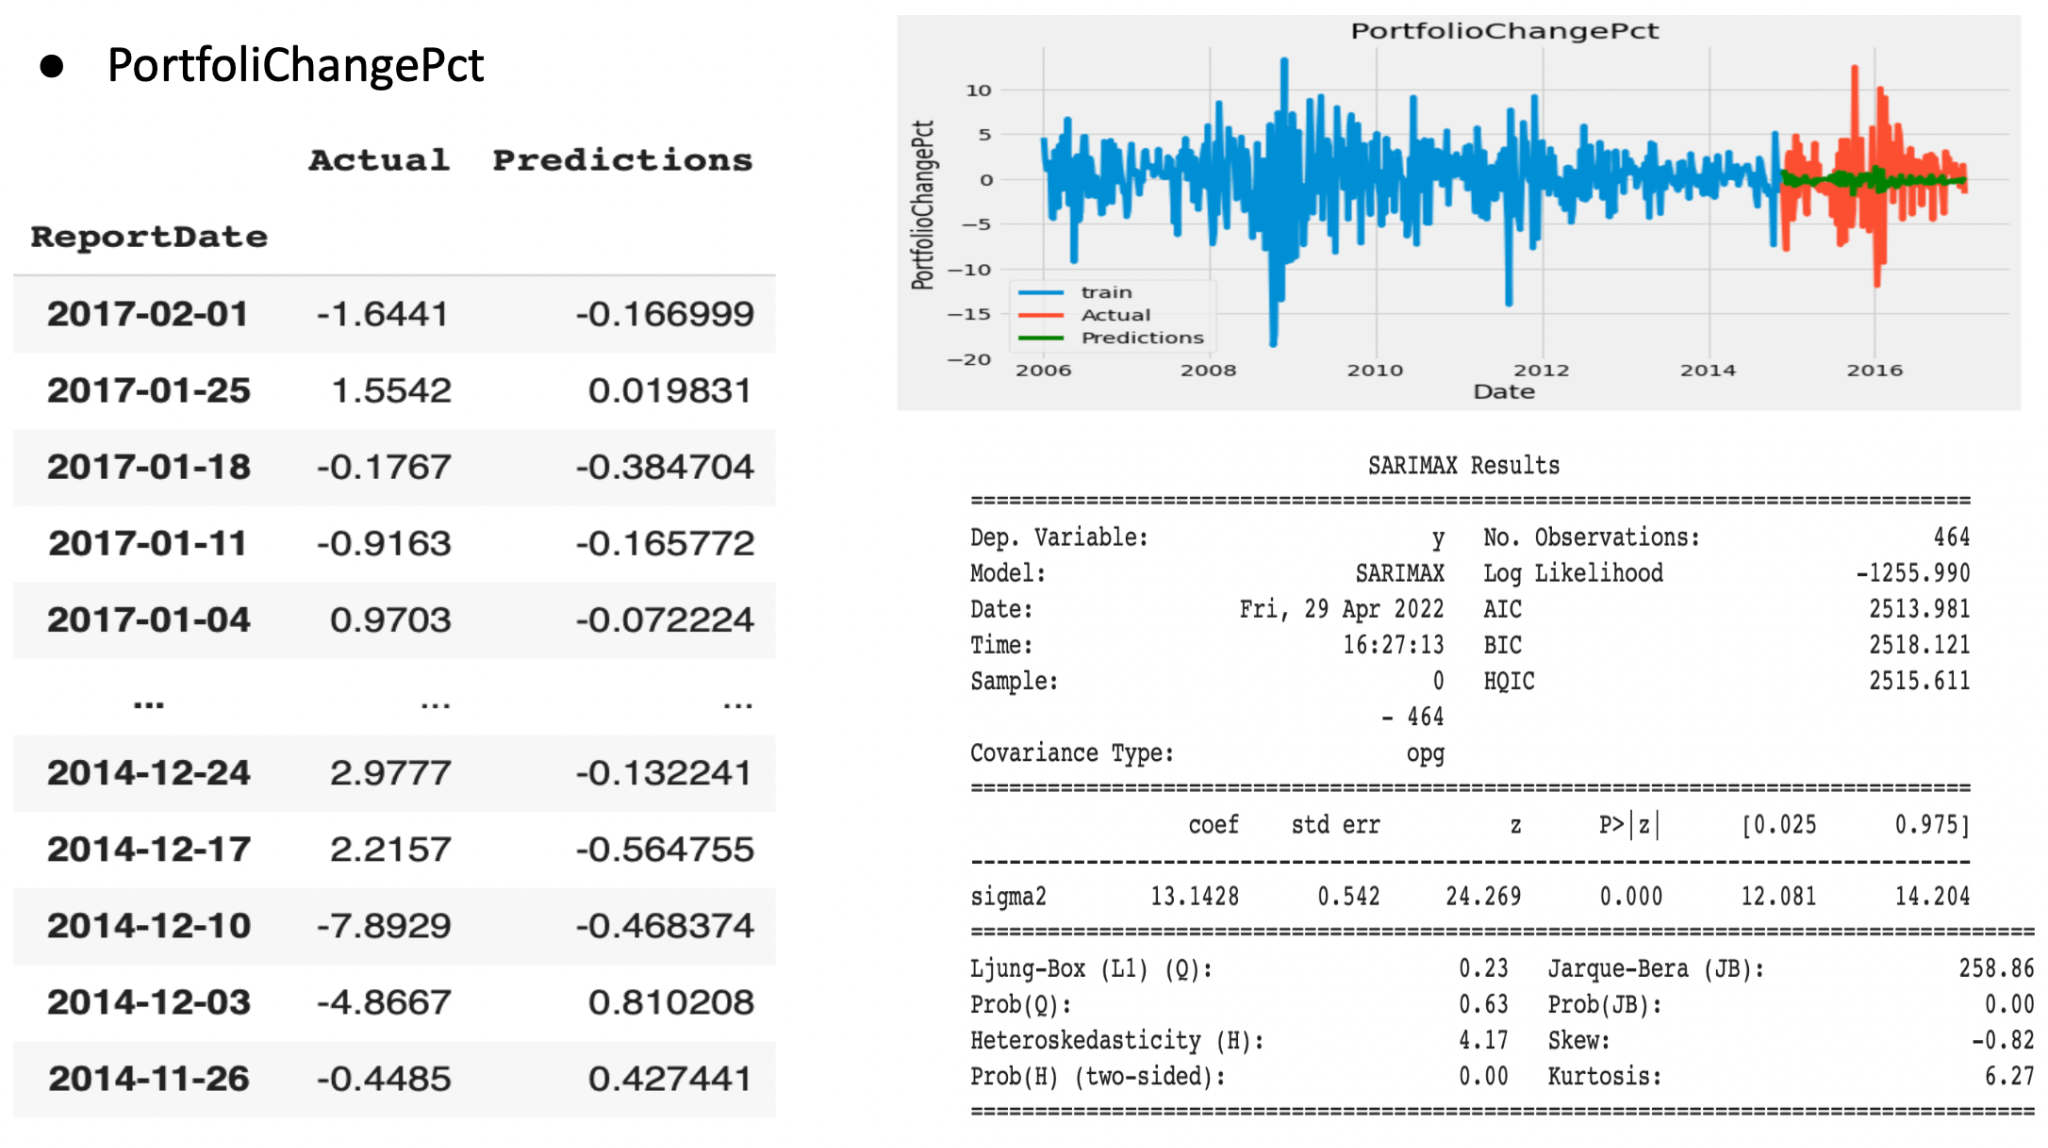 ● PortfoliChangePct
Actual Predictions
ReportDate
2017-02-01 -1.6441 -0.166999
2017-01-25 1.5542 0.019831
2017-01-18 -0.1767 -0.384704
2017-01-11 -0.9163 -0.165772
2017-01-04 0.9703 -0.072224
... ... ...
2014-12-24 2.9777 -0.132241
2014-12-17 2.2157 -0.564755
2014-12-10 -7.8929 -0.468374
2014-12-03 -4.8667 0.810208
2014-11-26 -0.4485 0.427441
PortfolioChangePct
PortfolioChangePct
10
5
0
−5
−10
−15
−20
train
Actual
Predictions
2006 2008 2010 2012 2014 2016
Date
SARIMAX Results
==============================================================================
Dep. Variable: y No. Observations: 464
Model: SARIMAX Log Likelihood -1255.990
Date: Fri, 29 Apr 2022 AIC 2513.981
Time: 16:27:13 BIC 2518.121
Sample: 0 HQIC 2515.611
- 464
Covariance Type: opg
==============================================================================
coef std err z P>|z| [0.025 0.975]
------------------------------------------------------------------------------
sigma2 13.1428 0.542 24.269 0.000 12.081 14.204
===================================================================================
Ljung-Box (L1) (Q): 0.23 Jarque-Bera (JB): 258.86
Prob(Q): 0.63 Prob(JB): 0.00
Heteroskedasticity (H): 4.17 Skew: -0.82
Prob(H) (two-sided): 0.00 Kurtosis: 6.27
===================================================================================